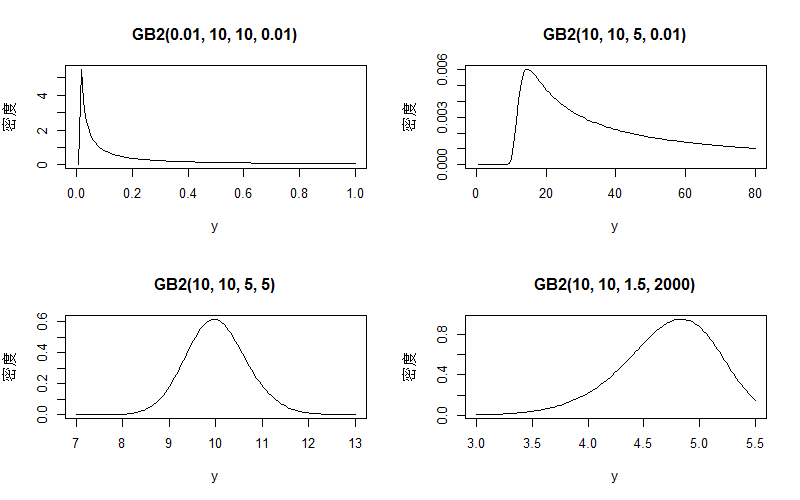 GB2(0.01, 10, 10, 0.01)
密度
0 2 4
0.0 0.2 0.4 0.6 0.8 1.0
y
GB2(10, 10, 5, 0.01)
密度
0.000 0.003 0.006
0 20 40 60 80
y
GB2(10, 10, 5, 5)
密度
0.0 0.2 0.4 0.6
7 8 9 10 11 12 13
y
GB2(10, 10, 1.5, 2000)
密度
0.0 0.4 0.8
3.0 3.5 4.0 4.5 5.0 5.5
y